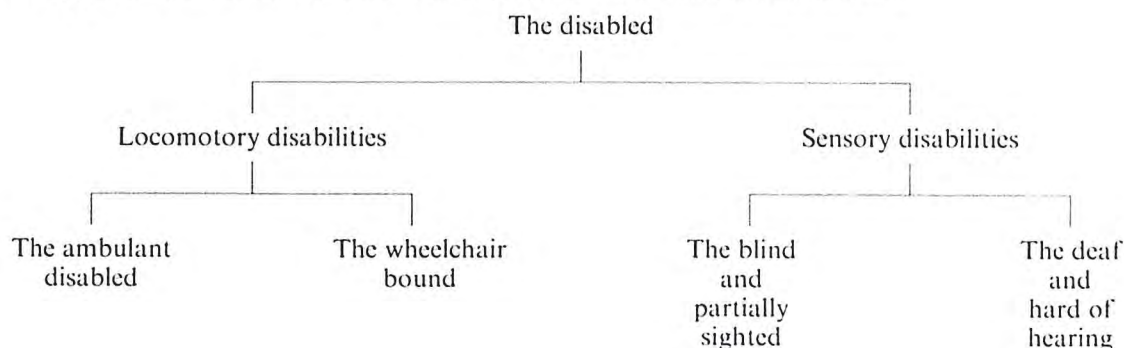 The disabled
Locomotory disabilities
Sensory disabilities
The ambulant
disabled
The wheelchair
bound
The blind
and
partially
sighted
The deaf
and
hard of
hearing